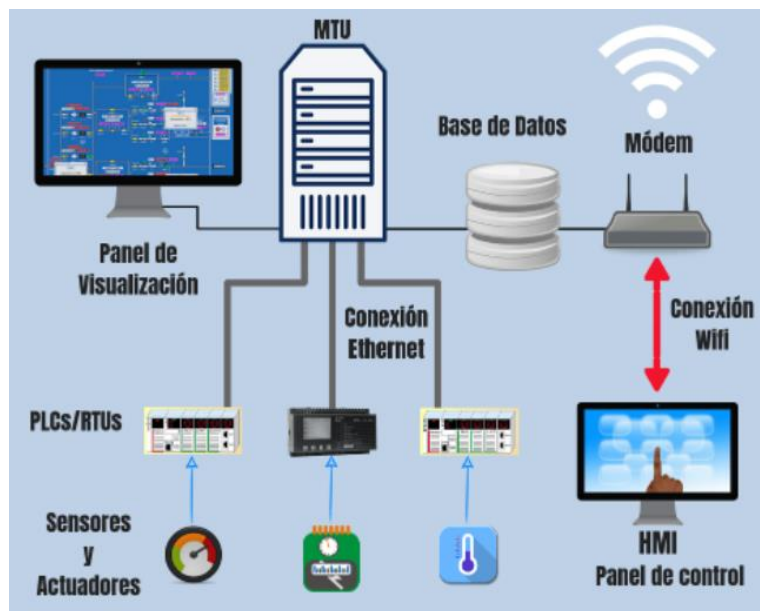 MTU
Base de Datos
Módem
Panel de
Visualización
Conexión
Ethernet
Conexión
Wifi
PLCs/RTUs
Sensores
y
Actuadores
HMI
Panel de control